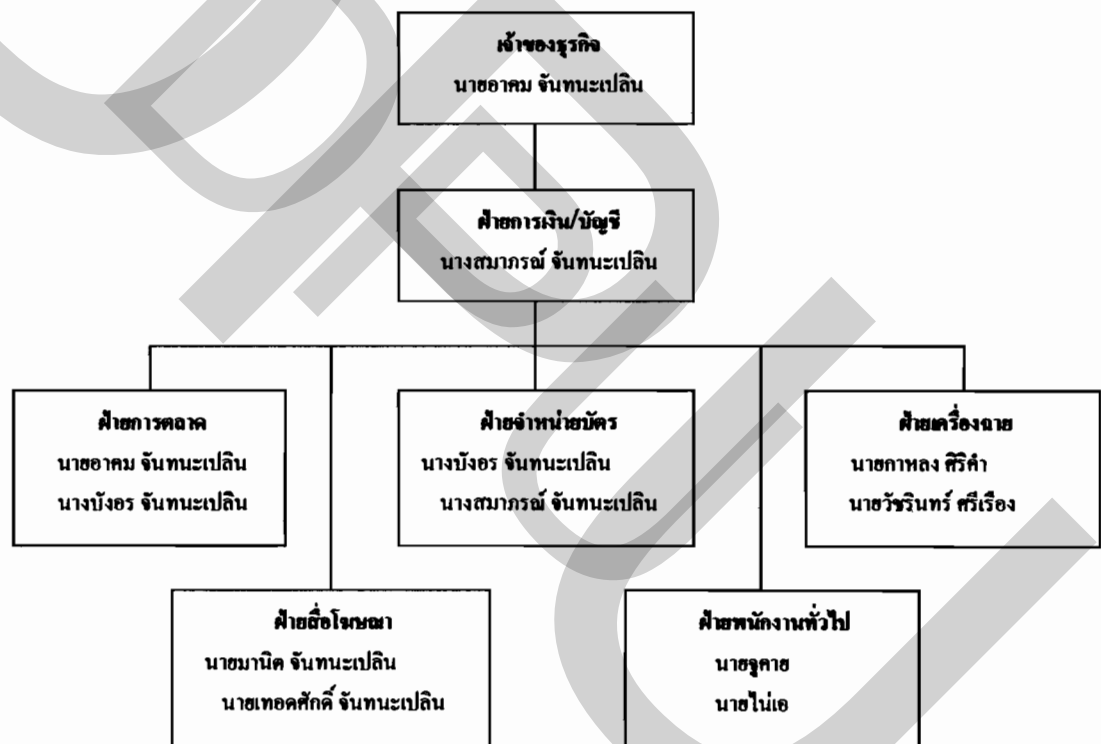 เจ้าของธุรกิจ
นายอาคม จันทนะเปลิน
ฝ่ายการเงิน/บัญชี
นางสมาภรณ์ จันทนะเปลิน
ฝ่ายการตลาด
นายอาคม จันทนะเปลิน
นางบังอร จันทนะเปลิน
ฝ่ายจำหน่ายบัตร
นางบังอร จันทนะเปลิน
นางสมาภรณ์ จันทนะเปลิน
ฝ่ายเครื่องฉาย
นายกาหลง ศิริคำ
นายวัชรินทร์ ศรีเรือง
ฝ่ายสื่อโฆษณา
นายมานิต จันทนะเปลิน
นายเทอดศักดิ์ จันทนะเปลิน
ฝ่ายพนักงานทั่วไป
นายจูคาย
นายไน่เอ
DPU